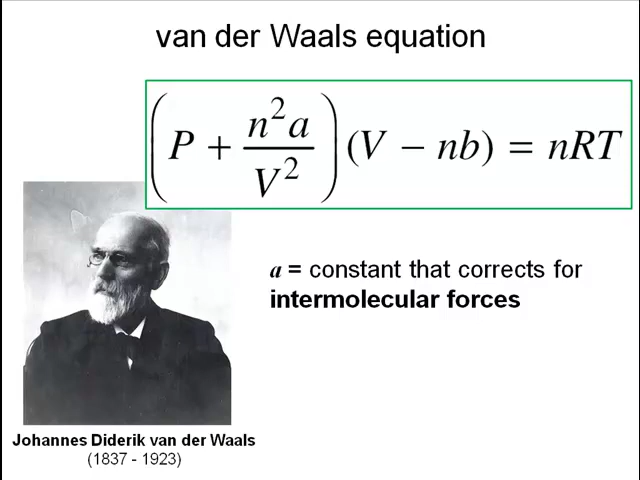 van der Waals equation
(P + n²a/V²)(V − nb) = nRT
a = constant that corrects for
intermolecular forces
Johannes Diderik van der Waals
(1837 - 1923)